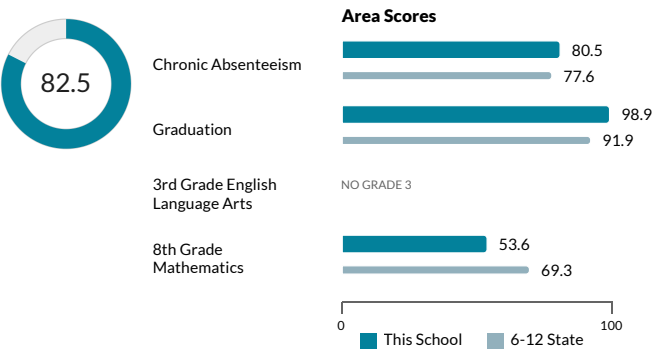 Area Scores
82.5
Chronic Absenteeism
80.5
77.6
Graduation
98.9
91.9
3rd Grade English
Language Arts
NO GRADE 3
8th Grade
Mathematics
53.6
69.3
0
100
This School
6-12 State